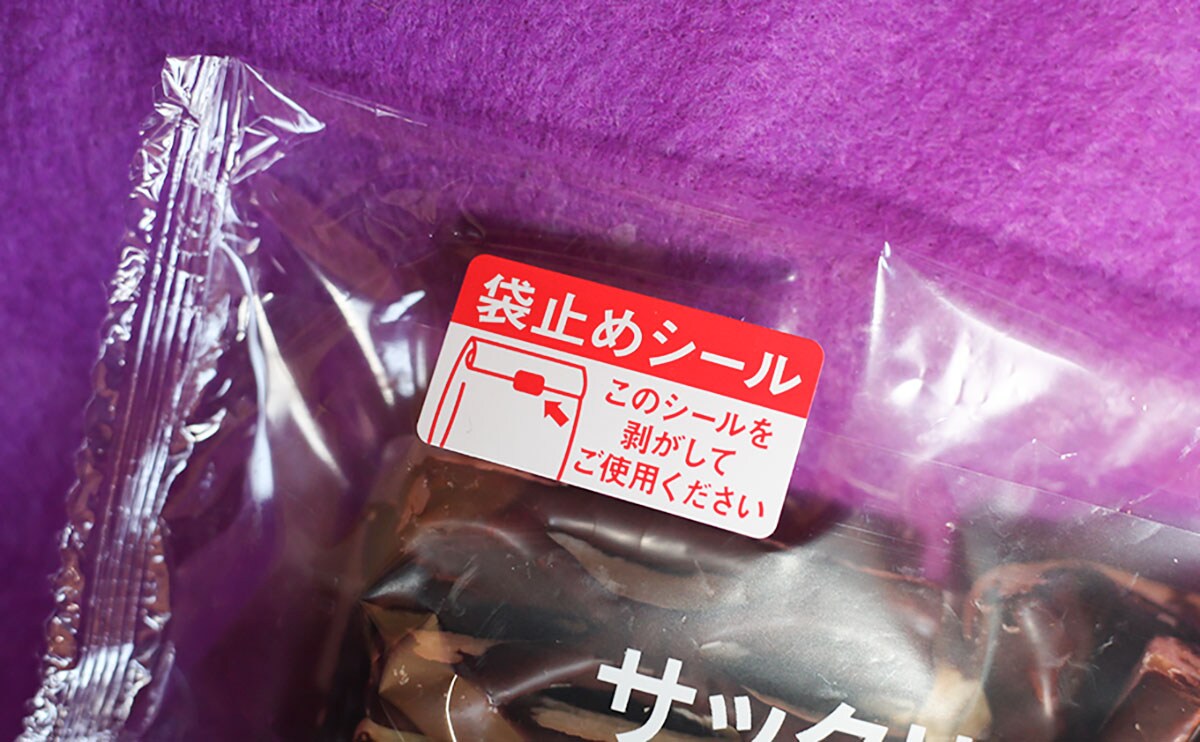 袋止めシール
このシールを
剥がして
ご使用ください
サック